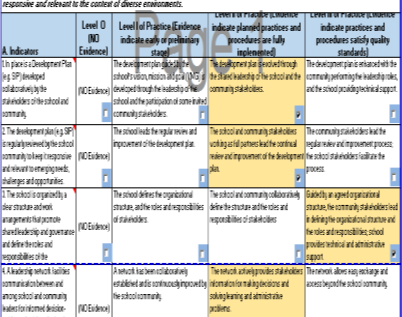 responsive and relevant to the context of diverse environments.
A. Indicators
Level 0
(NO
Evidence)
Level I of Practice (Evidence
indicate early or preliminary
stage)
Level II of Practice (Evidence
indicate planned practices and
procedures are fully
implemented)
indicate practices and
procedures satisfy quality
standards)
1. In place is a Development Plan
(e.g. SIP) developed
collaboratively by the
stakeholders of the school and
community.
(NO Evidence)
The development plan guided by the
school's vision, mission and goal (VMG) is
developed through the leadership of the
school and the participation of some invited
community stakeholders.
The development plan is evolved through
the shared leadership of the school and the
community stakeholders.
The development plan is enhanced with the
community performing the leadership roles,
and the school providing technical support.
2. The development plan (e.g. SIP)
is regularly reviewed by the school
community to keep it responsive
and relevant to emerging needs,
challenges and opportunities.
(NO Evidence)
The school leads the regular review and
improvement of the development plan.
The school and community stakeholders
working as full partners lead the continual
review and improvement of the development
plan.
The community stakeholders lead the
regular review and improvement process;
the school stakeholders facilitate the
process.
3. The school is organized by a
clear structure and work
arrangements that promote
shared leadership and governance
and define the roles and
responsibilities of the
(NO Evidence)
The school defines the organizational
structure, and the roles and responsibilities
of stakeholders.
The school and community collaboratively
define the structure and the roles and
responsibilities of stakeholders
Guided by an agreed organizational
structure, the community stakeholders lead
in defining the organizational structure and
the roles and responsibilities; school
provides technical and administrative
support.
4. A leadership network facilitates
communication between and
among school and community
leaders for informed decision-
(NO Evidence)
A network has been collaboratively
established and is continuously improved by
the school community.
The network actively provides stakeholders
information for making decisions and
solving learning and administrative
problems.
The network allows easy exchange and
access beyond the school community.